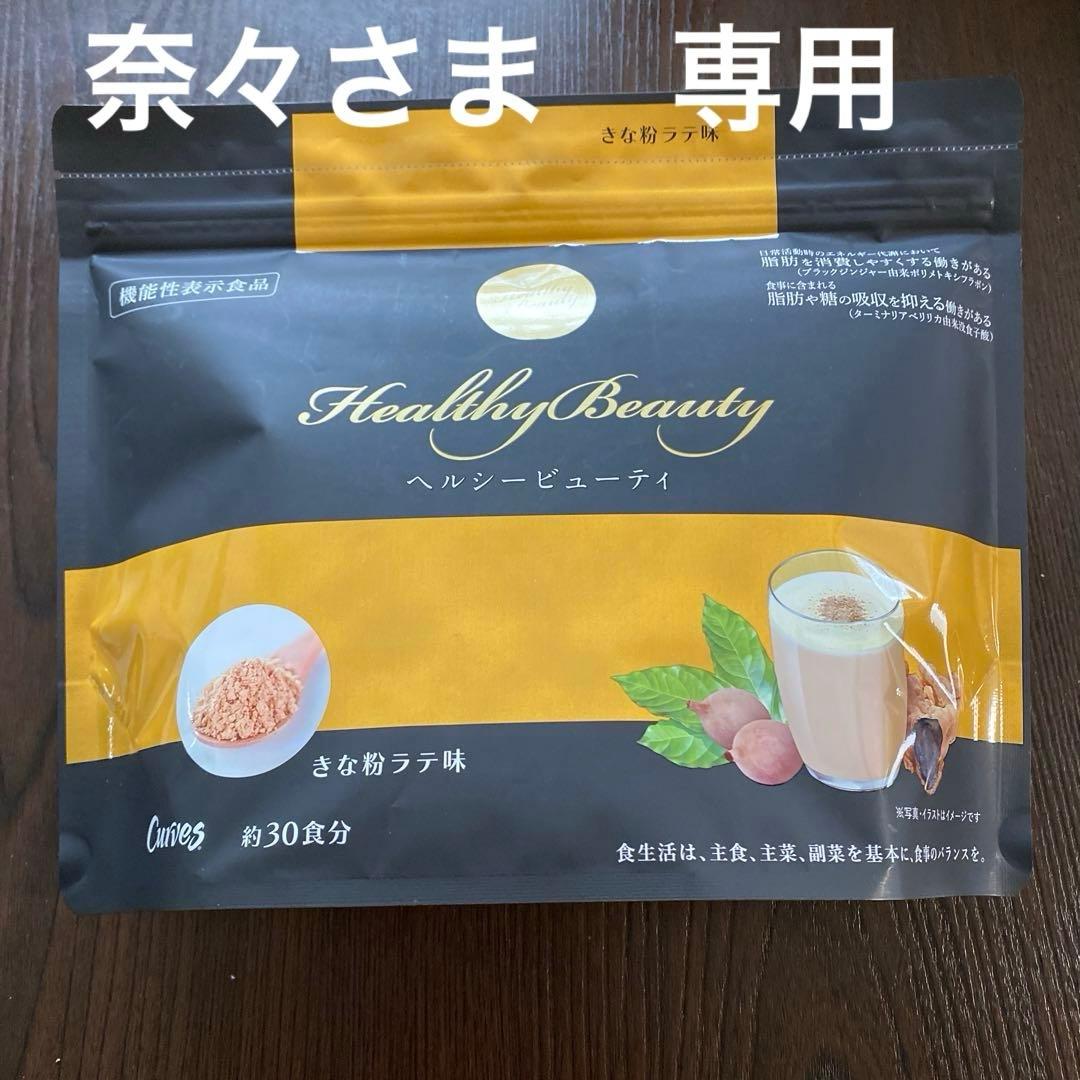 奈々さま　専用
きな粉ラテ味
機能性表示食品
日常活動時のエネルギー代謝において
脂肪を消費しやすくする働きがある
(ブラックジンジャー由来ポリメトキシフラボン)
食事に含まれる
脂肪や糖の吸収を抑える働きがある
(ターミナリアベリリカ由来没食子酸)
Healthy Beauty
Healthy Beauty
ヘルシービューティ
きな粉ラテ味
Curves
約30食分
※写真・イラストはイメージです
食生活は、主食、主菜、副菜を基本に、食事のバランスを。